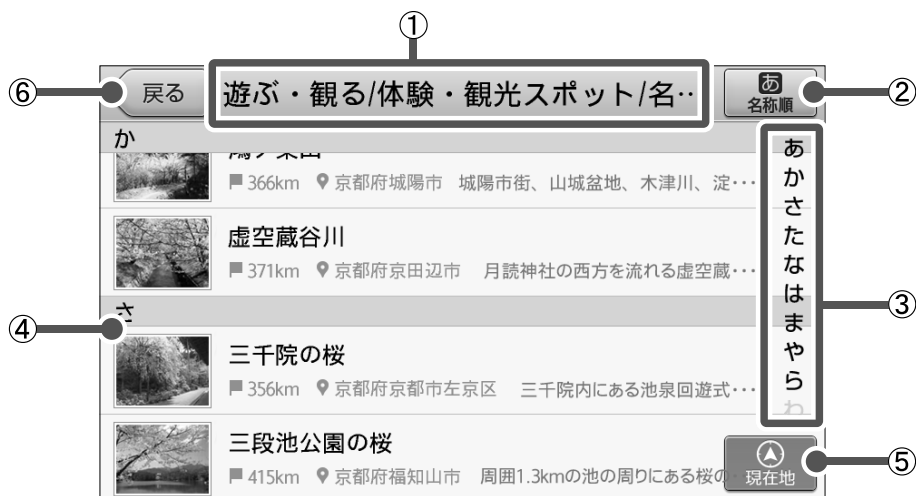 ①
⑥
戻る
遊ぶ・観る/体験・観光スポット/名‥
あ
名称順
②
か
366km 京都府城陽市 城陽市街、山城盆地、木津川、淀･･･
虚空蔵谷川
371km 京都府京田辺市 月読神社の西方を流れる虚空蔵･･･
さ
④
三千院の桜
356km 京都府京都市左京区 三千院内にある池泉回遊式･･･
三段池公園の桜
415km 京都府福知山市 周囲1.3kmの池の周りにある桜の
あ
か
さ
た
な
は
ま
や
ら
わ
③
現在地
⑤